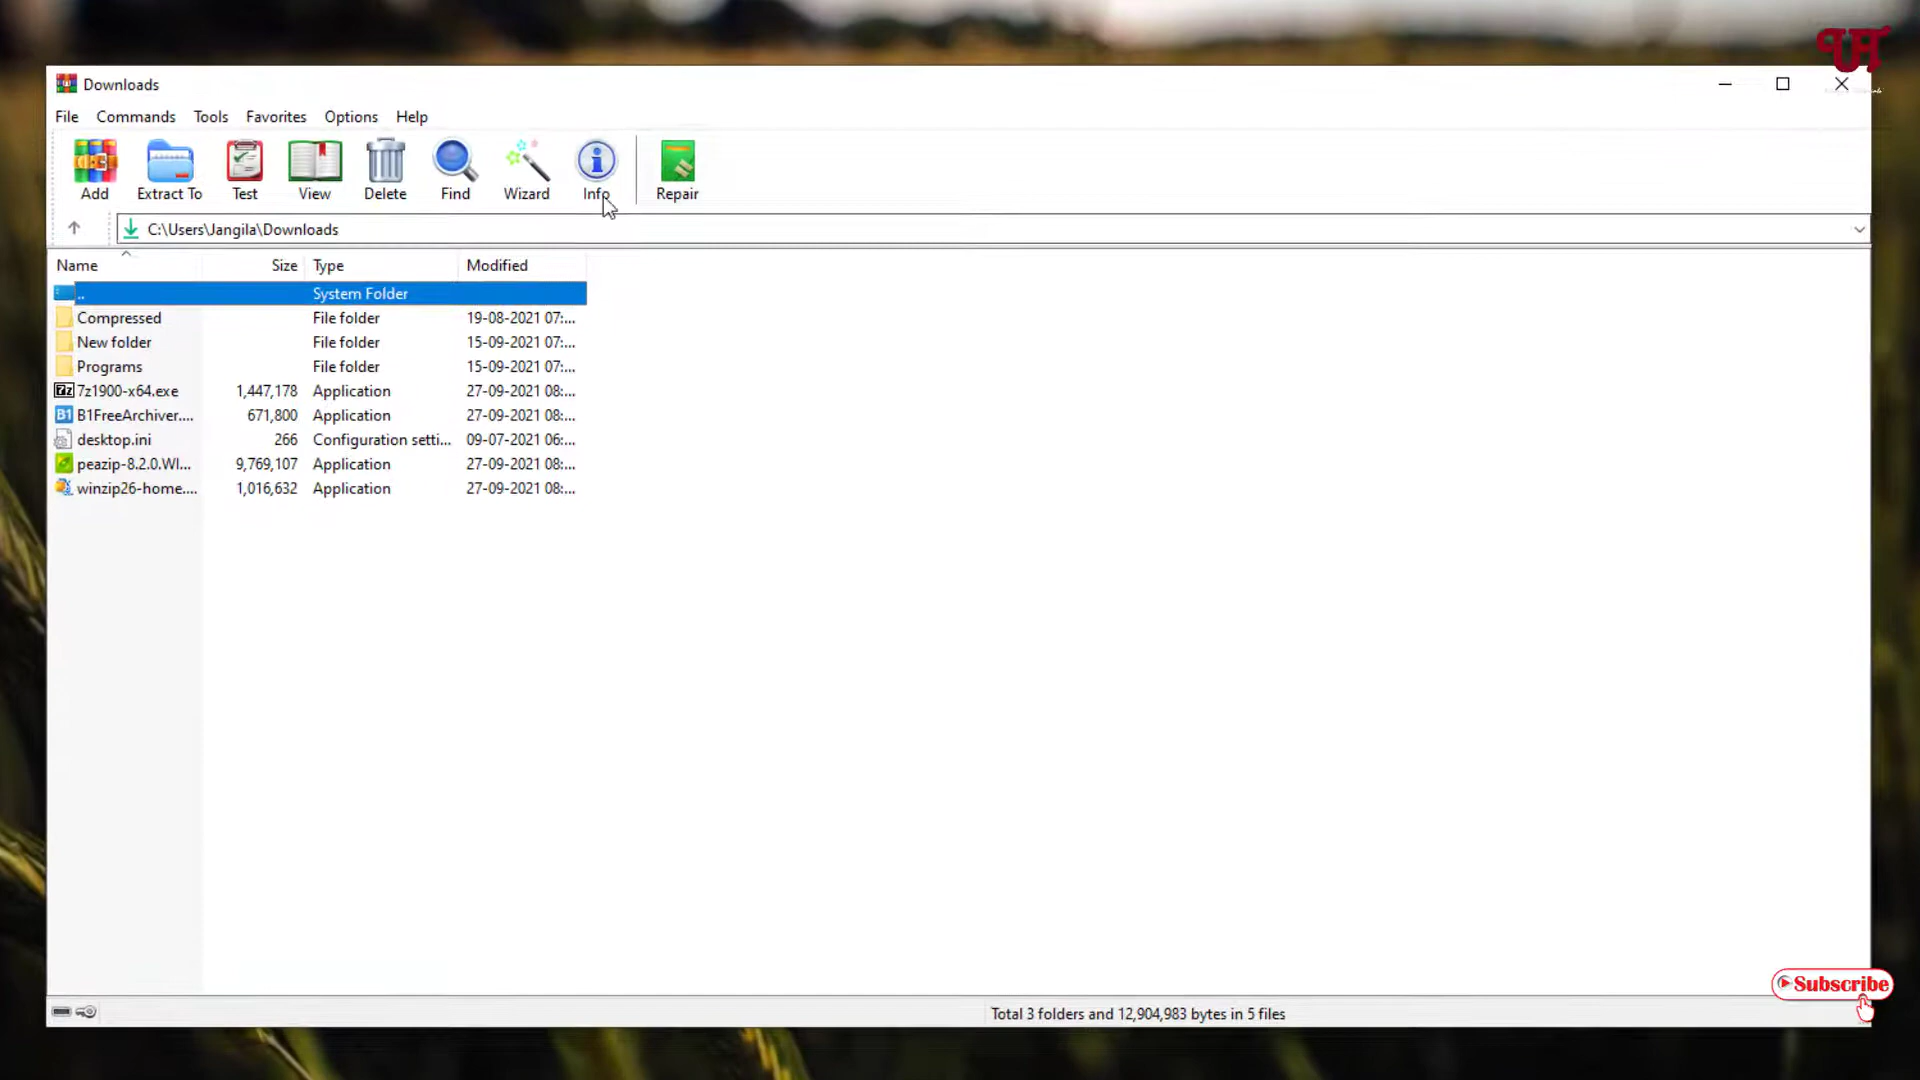 UA
Downloads
File Commands Tools Favorites Options Help
Add Extract To Test View Delete Find Wizard Info Repair
C:\Users\Jangila\Downloads
Name Size Type Modified
.. System Folder
Compressed File folder 19-08-2021 07:...
New folder File folder 15-09-2021 07:...
Programs File folder 15-09-2021 07:...
7z 7z1900-x64.exe 1,447,178 Application 27-09-2021 08:...
B1 B1FreeArchiver.... 671,800 Application 27-09-2021 08:...
desktop.ini 266 Configuration setti... 09-07-2021 06:...
peazip-8.2.0.WI... 9,769,107 Application 27-09-2021 08:...
winzip26-home.... 1,016,632 Application 27-09-2021 08:...
Subscribe
Total 3 folders and 12,904,983 bytes in 5 files